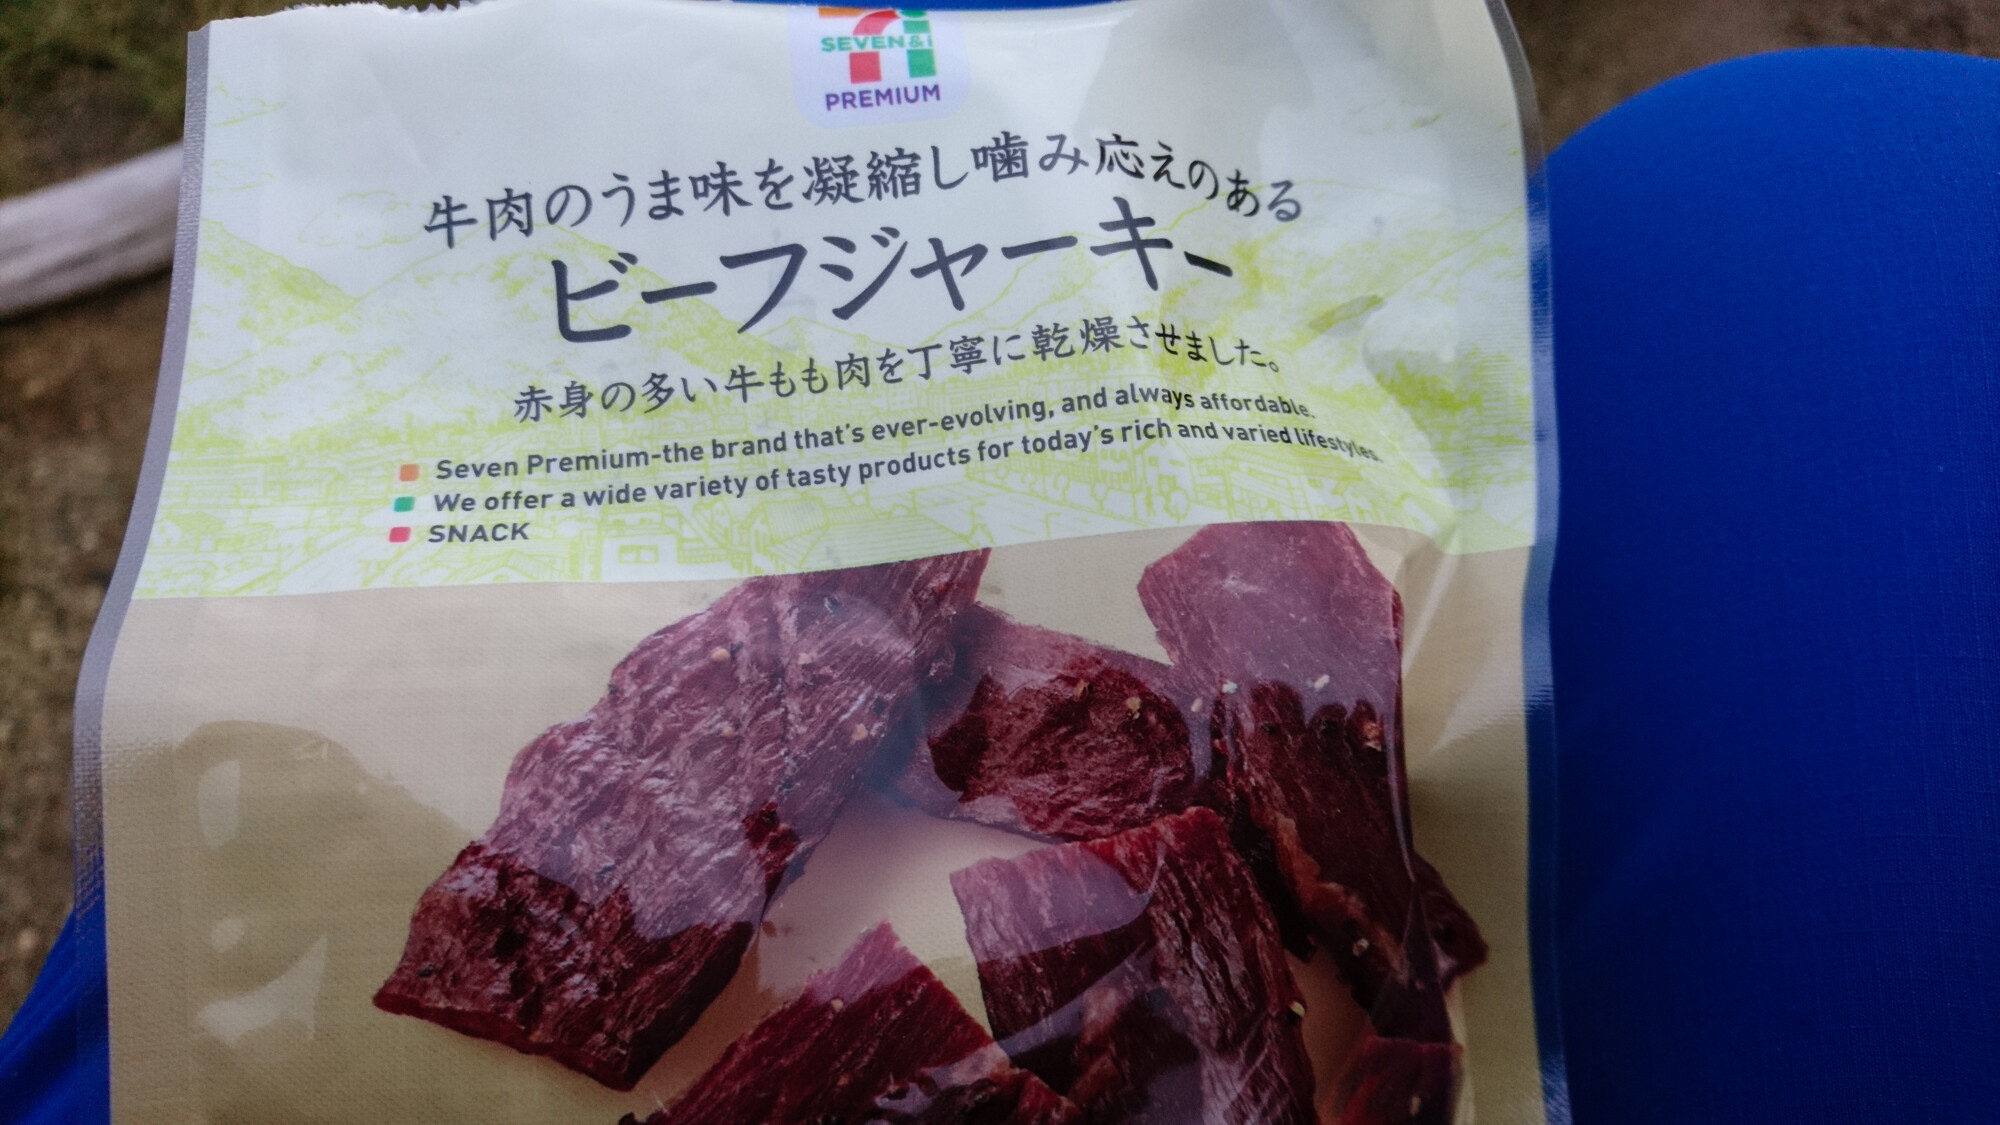 SEVEN&i
PREMIUM
牛肉のうま味を凝縮し噛み応えのある
ビーフジャーキー
赤身の多い牛もも肉を丁寧に乾燥させました。
Seven Premium-the brand that's ever-evolving, and always affordable.
We offer a wide variety of tasty products for today's rich and varied lifestyles.
SNACK